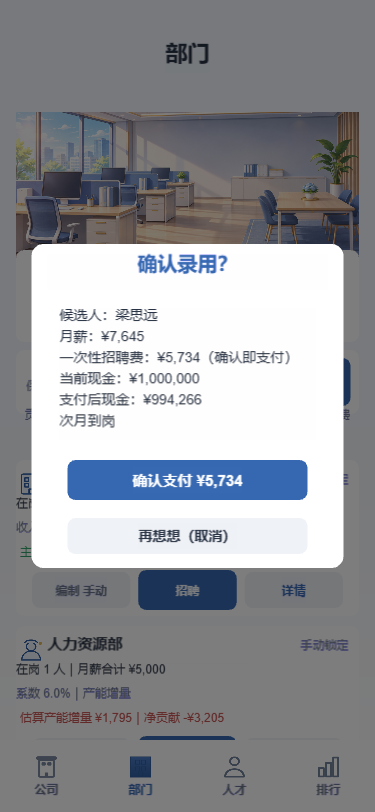 部门
确认录用?
候选人：梁思远
月薪：¥7,645
一次性招聘费：¥5,734（确认即支付）
当前现金：¥1,000,000
支付后现金：¥994,266
次月到岗
确认支付 ¥5,734
再想想（取消）
编制 手动
招聘
详情
人力资源部
手动锁定
在岗 1 人 | 月薪合计 ¥5,000
系数 6.0% | 产能增量
估算产能增量 ¥1,795 | 净贡献 -¥3,205
公司
部门
人才
排行